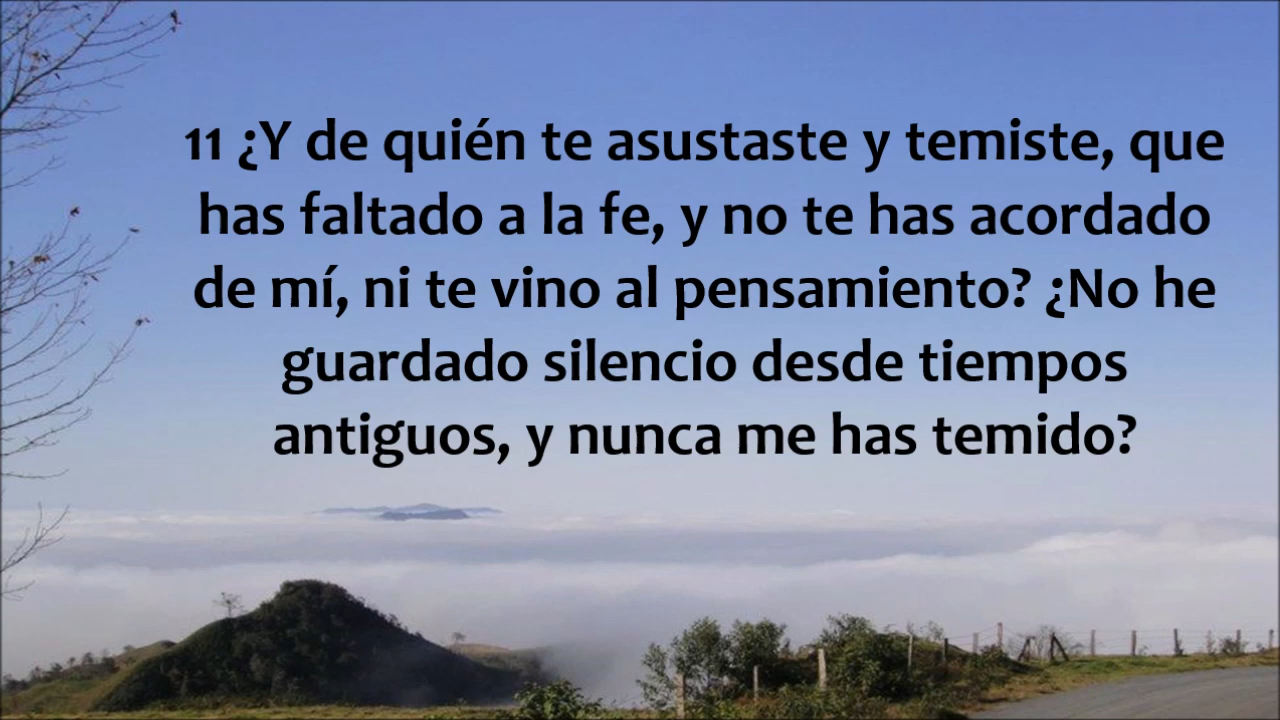 11 ¿Y de quién te asustaste y temiste, que
has faltado a la fe, y no te has acordado
de mí, ni te vino al pensamiento? ¿No he
guardado silencio desde tiempos
antiguos, y nunca me has temido?